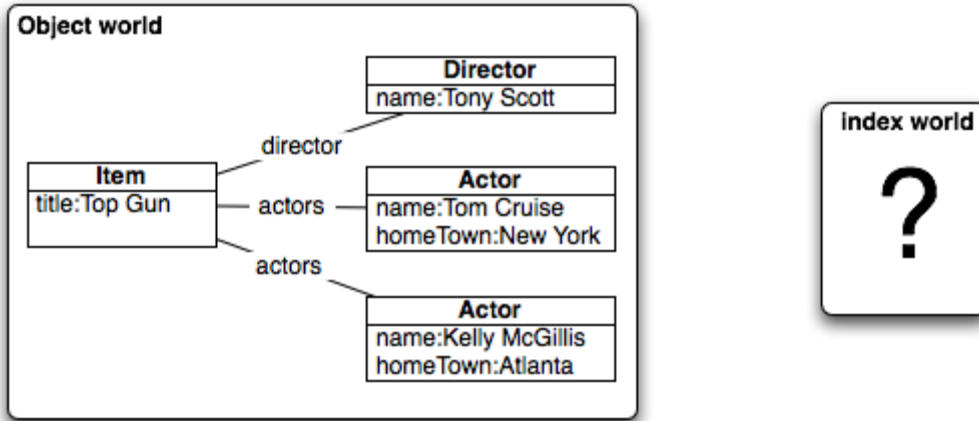 Object world
Director
name:Tony Scott
director
Item
title:Top Gun
actors
Actor
name:Tom Cruise
homeTown:New York
actors
Actor
name:Kelly McGillis
homeTown:Atlanta
index world
?